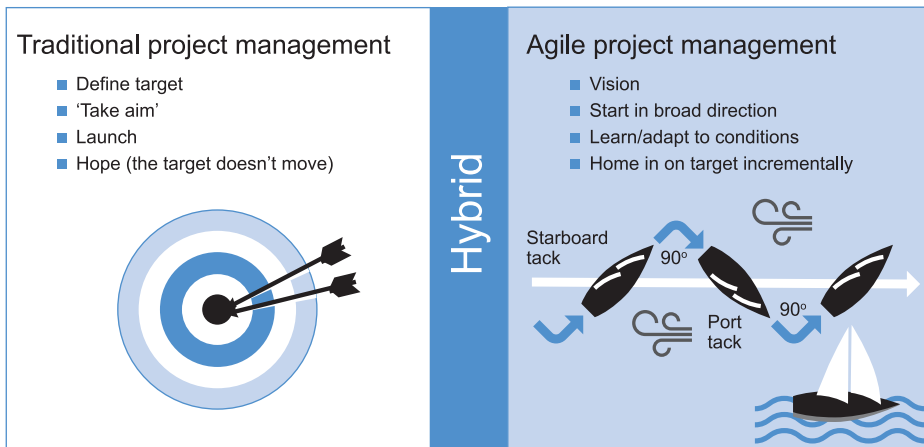 Traditional project management
Define target
‘Take aim’
Launch
Hope (the target doesn’t move)
Hybrid
Agile project management
Vision
Start in broad direction
Learn/adapt to conditions
Home in on target incrementally
Starboard
tack
90°
Port
tack
90°